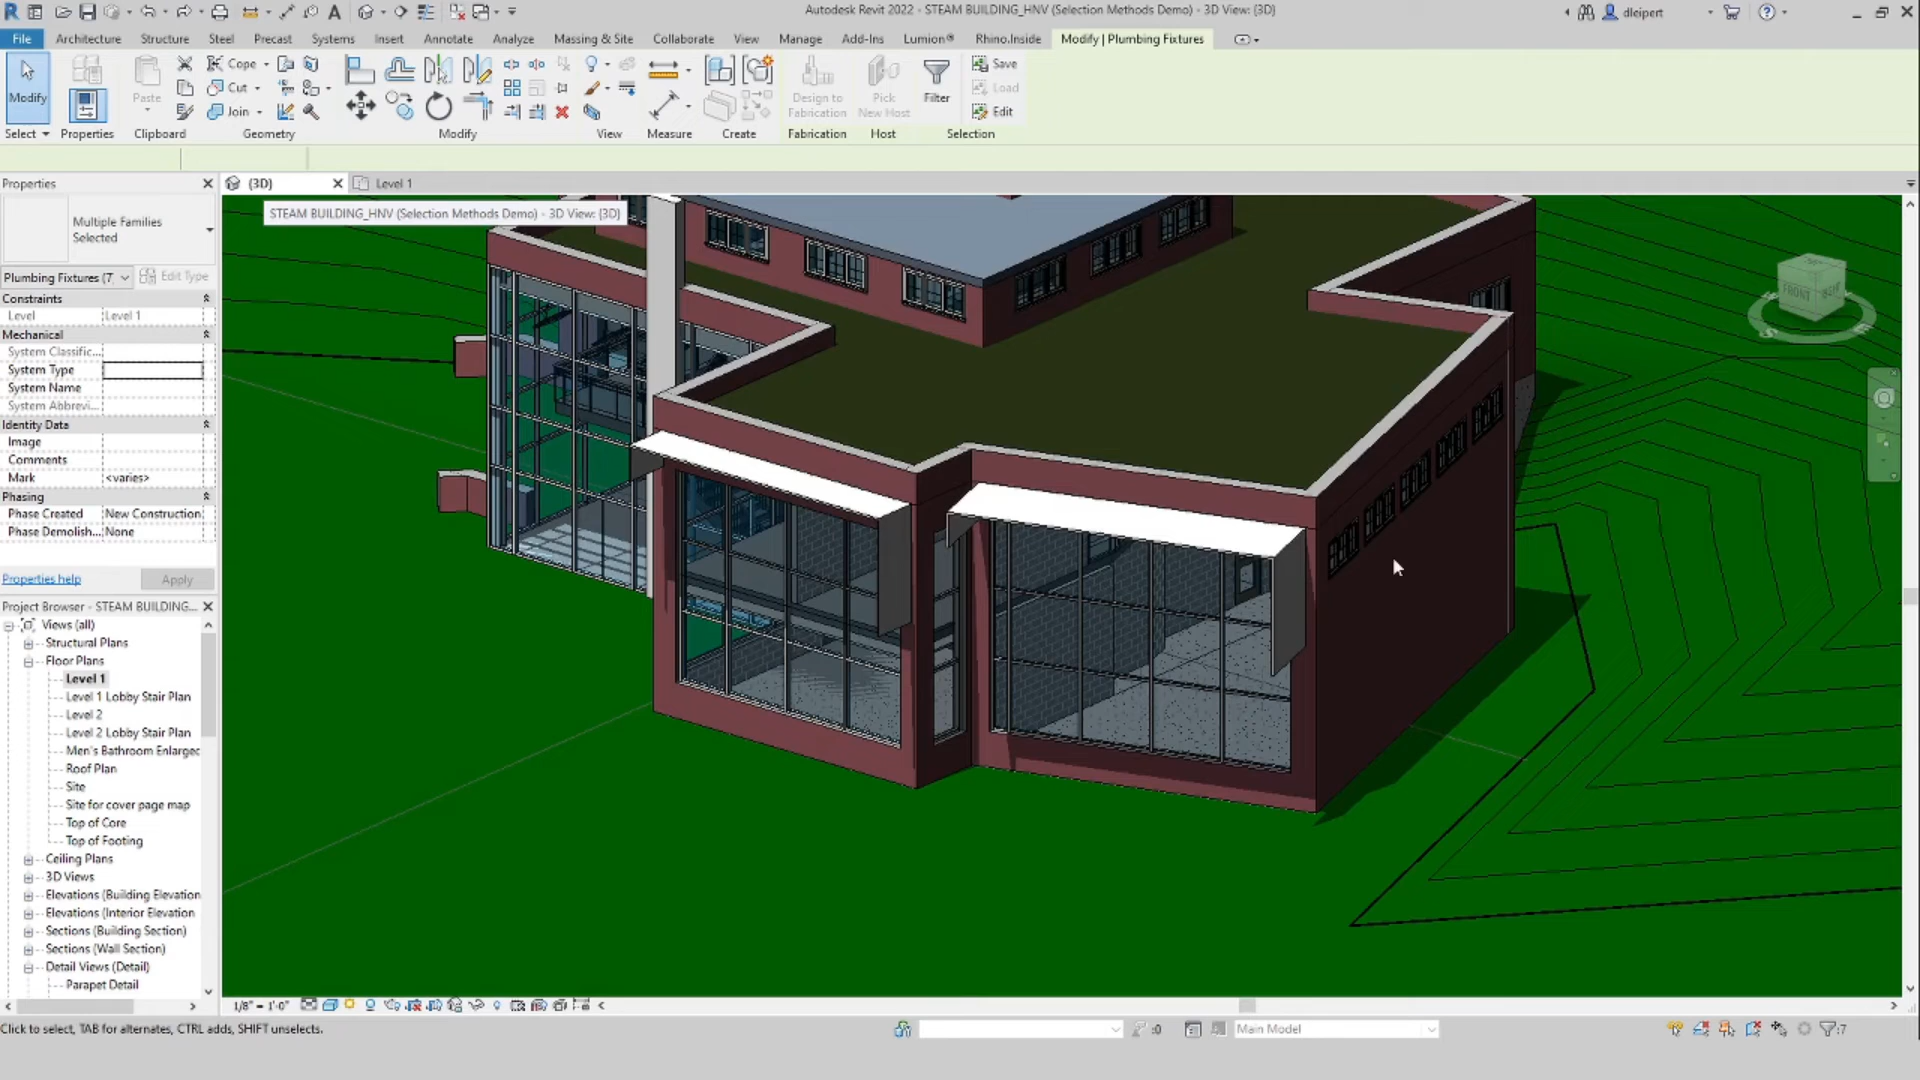 Autodesk Revit 2022 - STEAM BUILDING_HNV (Selection Methods Demo) - 3D View: {3D}
dleipert
File Architecture Structure Steel Precast Systems Insert Annotate Analyze Massing & Site Collaborate View Manage Add-Ins Lumion® Rhino.Inside Modify | Plumbing Fixtures
Modify
Paste
Cope
Cut
Join
Design to
Fabrication
Pick
New Host
Filter
Save
Load
Edit
Select Properties Clipboard Geometry Modify View Measure Create Fabrication Host Selection
Properties
{3D}
Level 1
STEAM BUILDING_HNV (Selection Methods Demo) - 3D View: {3D}
Multiple Families
Selected
Plumbing Fixtures (7
Edit Type
Constraints
Level Level 1
Mechanical
System Classific...
System Type
System Name
System Abbrevi...
Identity Data
Image
Comments
Mark <varies>
Phasing
Phase Created New Construction
Phase Demolish... None
Properties help
Apply
Project Browser - STEAM BUILDING...
Views (all)
Structural Plans
Floor Plans
Level 1
Level 1 Lobby Stair Plan
Level 2
Level 2 Lobby Stair Plan
Men's Bathroom Enlarged
Roof Plan
Site
Site for cover page map
Top of Core
Top of Footing
Ceiling Plans
3D Views
Elevations (Building Elevation
Elevations (Interior Elevation
Sections (Building Section)
Sections (Wall Section)
Detail Views (Detail)
Parapet Detail
FRONT
1/8" = 1'-0"
Click to select, TAB for alternates, CTRL adds, SHIFT unselects.
:0
Main Model
:7